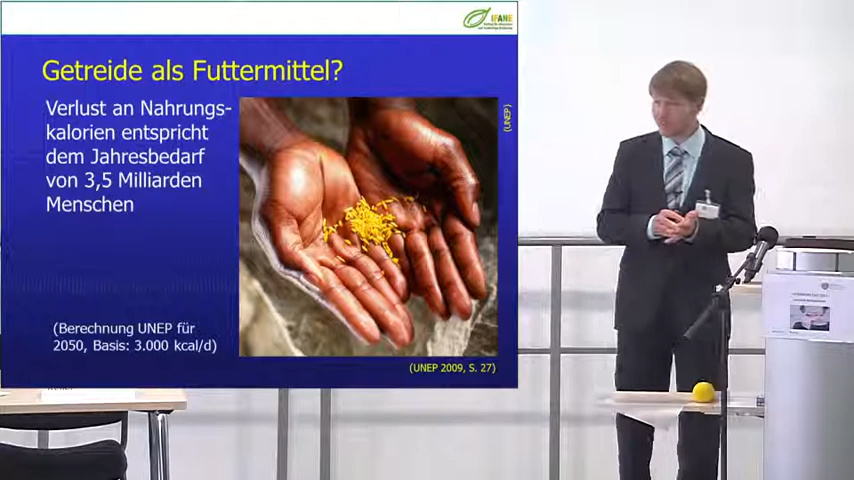 IFANE
Getreide als Futtermittel?
Verlust an Nahrungs-
kalorien entspricht
dem Jahresbedarf
von 3,5 Milliarden
Menschen
(UNEP)
(Berechnung UNEP für
2050, Basis: 3.000 kcal/d)
(UNEP 2009, S. 27)